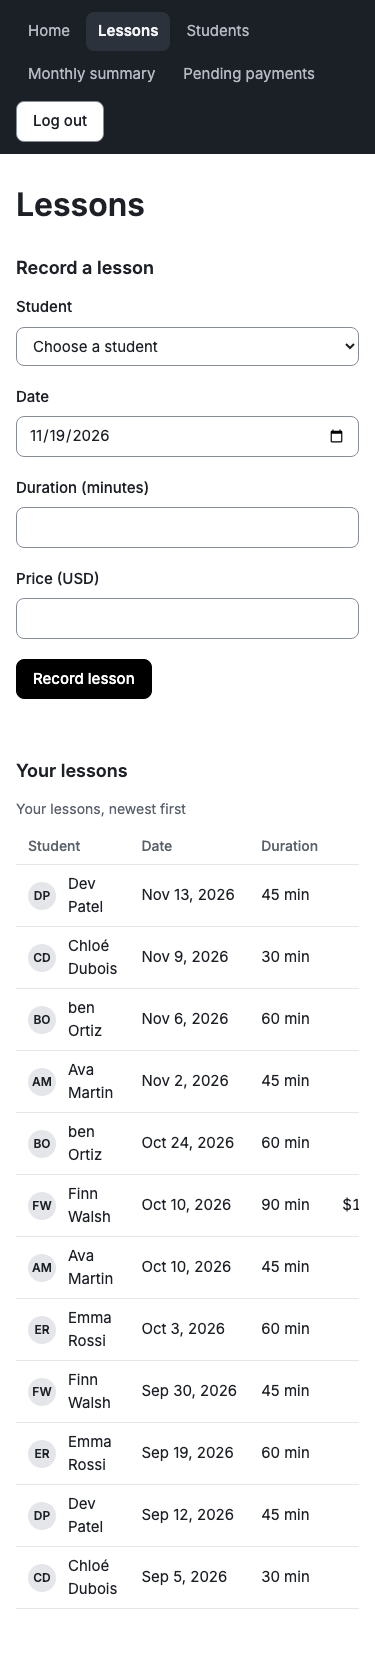 Home Lessons Students
Monthly summary Pending payments
Log out
Lessons
Record a lesson
Student
Choose a student
Date
11/19/2026
Duration (minutes)
Price (USD)
Record lesson
Your lessons
Your lessons, newest first
Student Date Duration
DP Dev Patel Nov 13, 2026 45 min
CD Chloé Dubois Nov 9, 2026 30 min
BO ben Ortiz Nov 6, 2026 60 min
AM Ava Martin Nov 2, 2026 45 min
BO ben Ortiz Oct 24, 2026 60 min
FW Finn Walsh Oct 10, 2026 90 min
AM Ava Martin Oct 10, 2026 45 min
ER Emma Rossi Oct 3, 2026 60 min
FW Finn Walsh Sep 30, 2026 45 min
ER Emma Rossi Sep 19, 2026 60 min
DP Dev Patel Sep 12, 2026 45 min
CD Chloé Dubois Sep 5, 2026 30 min